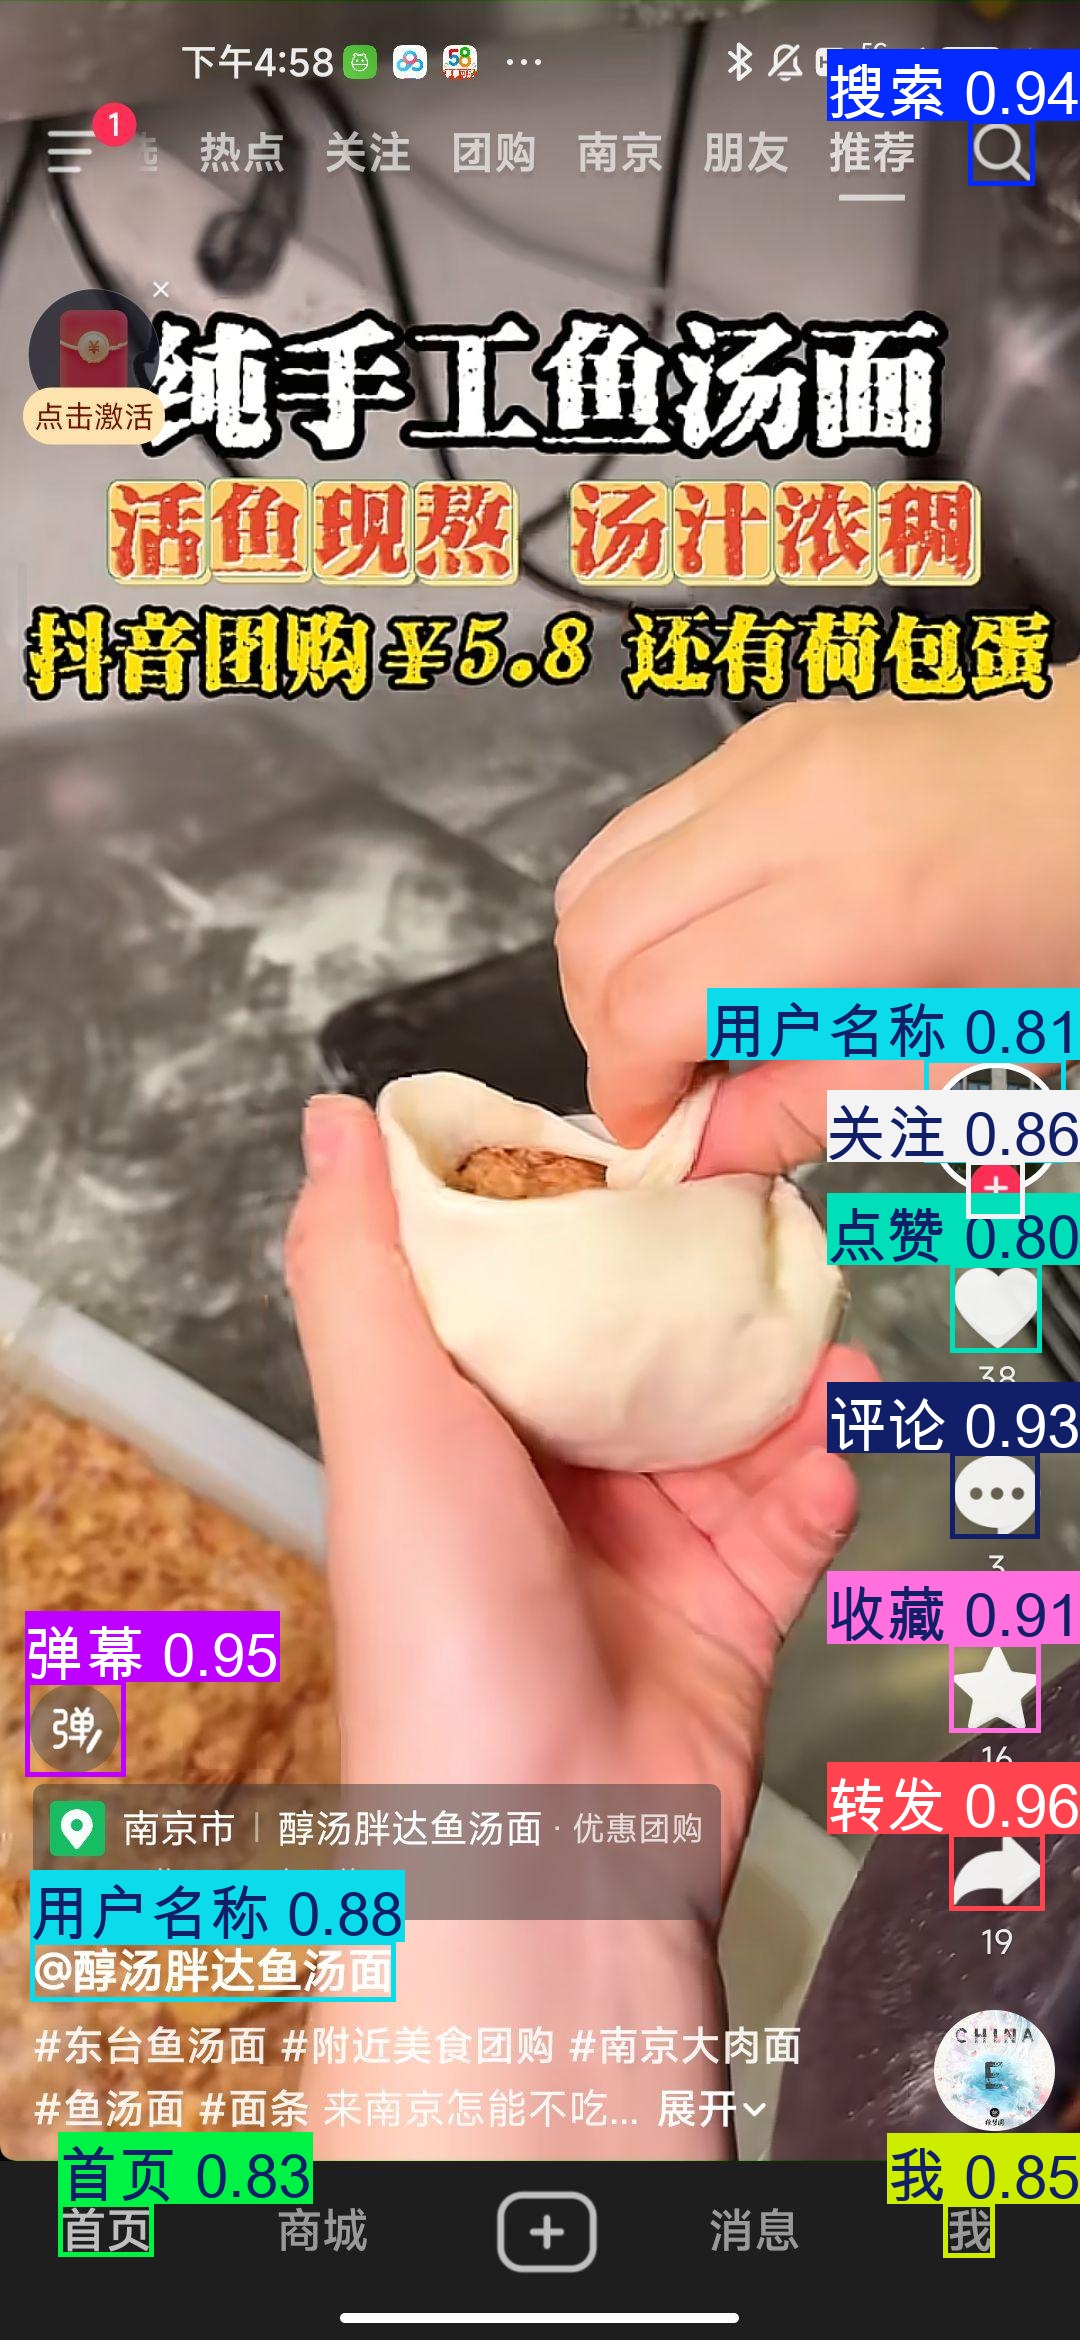 下午4:58
58
搜索 0.94
1
热点 关注 团购 南京 朋友 推荐
点击激活
纯手工鱼汤面
活鱼现熬 汤汁浓稠
抖音团购¥5.8 还有荷包蛋
用户名称 0.81
关注 0.86
点赞 0.80
38
评论 0.93
3
收藏 0.91
弹幕 0.95
弹
16
转发 0.96
南京市 | 醇汤胖达鱼汤面 · 优惠团购
用户名称 0.88
19
@醇汤胖达鱼汤面
#东台鱼汤面 #附近美食团购 #南京大肉面
CHINA
E
#鱼汤面 #面条 来南京怎能不吃... 展开
首页 0.83
我 0.85
首页 商城 消息 我